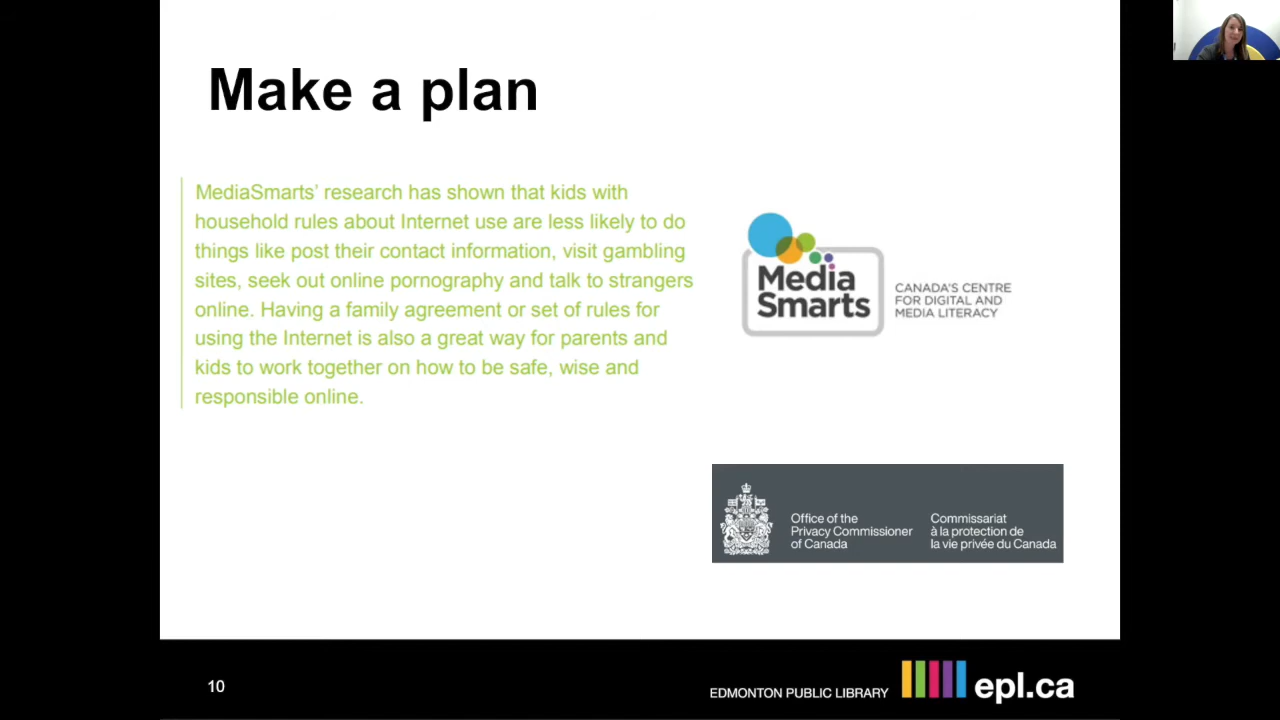 Make a plan
MediaSmarts' research has shown that kids with
household rules about Internet use are less likely to do
things like post their contact information, visit gambling
sites, seek out online pornography and talk to strangers
online. Having a family agreement or set of rules for
using the Internet is also a great way for parents and
kids to work together on how to be safe, wise and
responsible online.
Media
Smarts
CANADA'S CENTRE
FOR DIGITAL AND
MEDIA LITERACY
Office of the
Privacy Commissioner
of Canada
Commissariat
à la protection de
la vie privée du Canada
10
EDMONTON PUBLIC LIBRARY
epl.ca